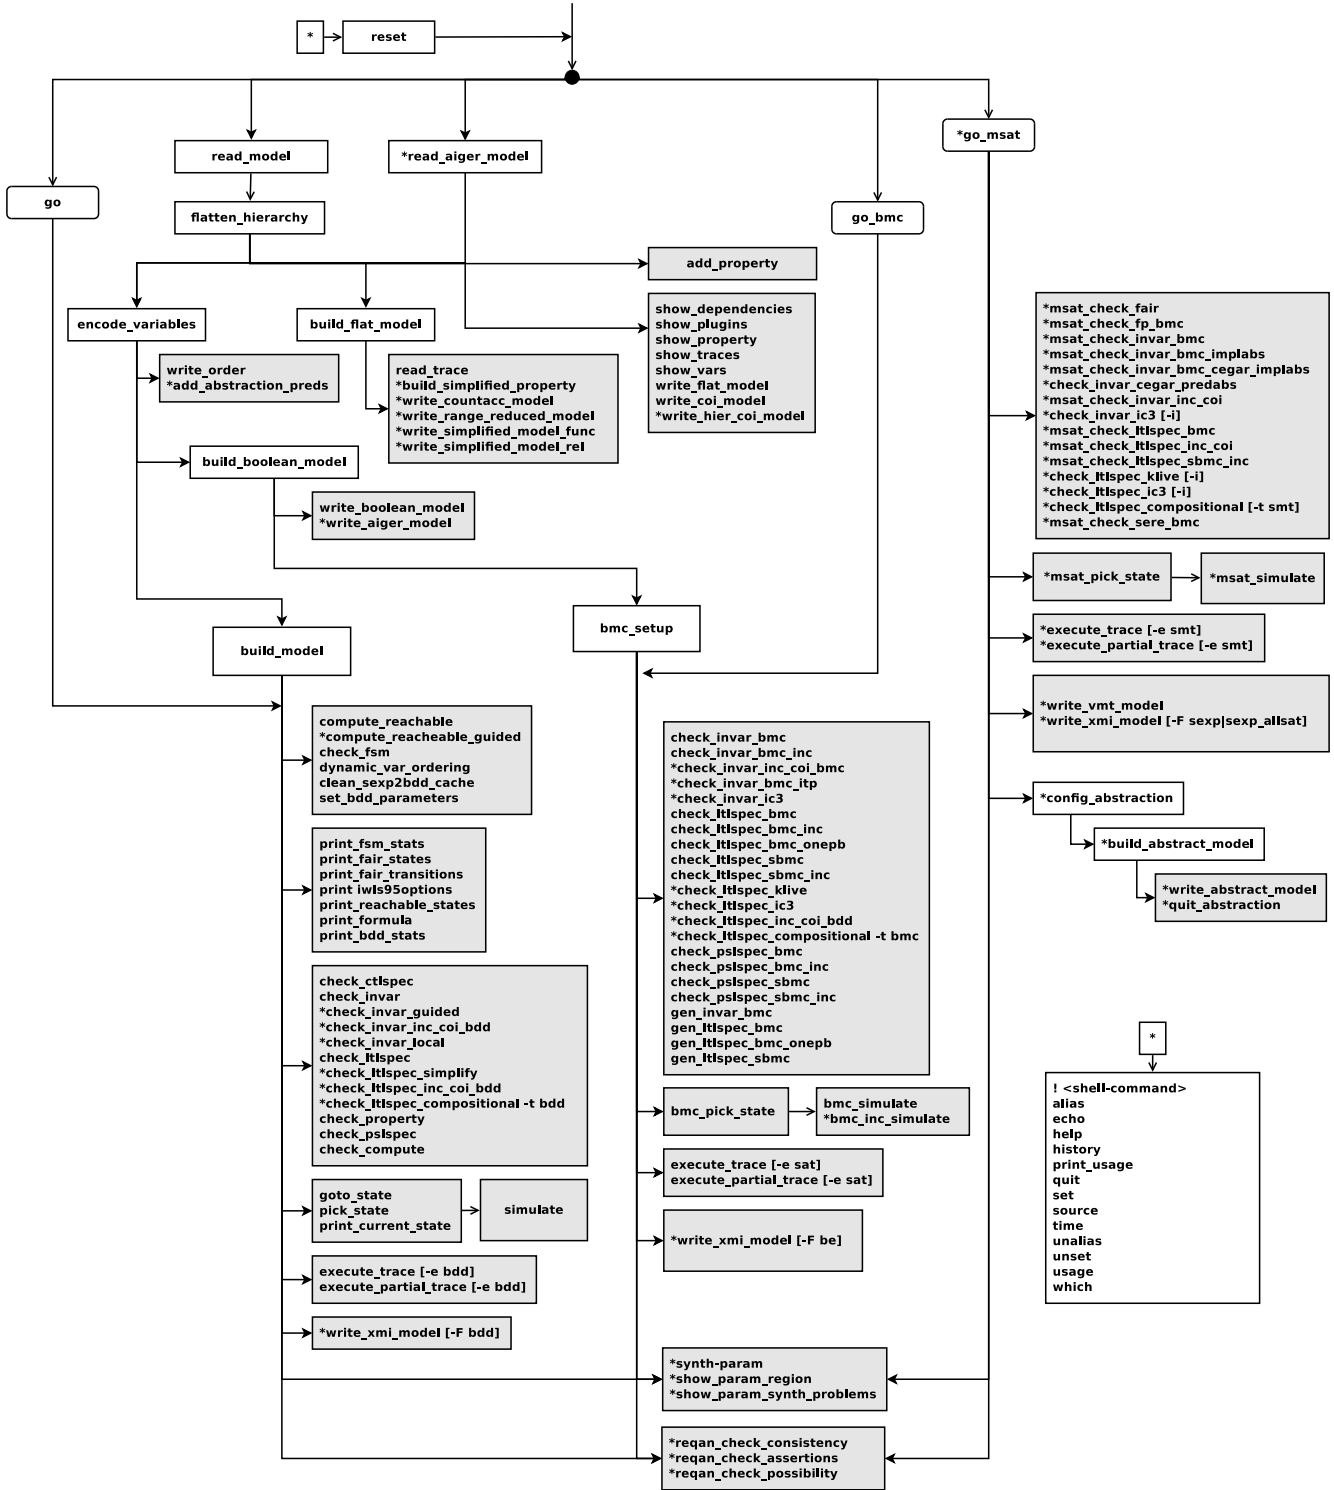 *
reset
read_model
*read_aiger_model
*go_msat
go
flatten_hierarchy
go_bmc
add_property
encode_variables
build_flat_model
show_dependencies
show_plugins
show_property
show_traces
show_vars
write_flat_model
write_coi_model
*write_hier_coi_model
write_order
*add_abstraction_preds
read_trace
*build_simplified_property
*write_countacc_model
*write_range_reduced_model
*write_simplified_model_func
*write_simplified_model_rel
*msat_check_fair
*msat_check_fp_bmc
*msat_check_invar_bmc
*msat_check_invar_bmc_implabs
*msat_check_invar_bmc_cegar_implabs
*check_invar_cegar_predabs
*msat_check_invar_inc_coi
*check_invar_ic3 [-i]
*msat_check_ltlspec_bmc
*msat_check_ltlspec_inc_coi
*msat_check_ltlspec_sbmc_inc
*check_ltlspec_klive [-i]
*check_ltlspec_ic3 [-i]
*check_ltlspec_compositional [-t smt]
*msat_check_sere_bmc
build_boolean_model
write_boolean_model
*write_aiger_model
*msat_pick_state
*msat_simulate
bmc_setup
build_model
*execute_trace [-e smt]
*execute_partial_trace [-e smt]
*write_vmt_model
*write_xmi_model [-F sexp|sexp_allsat]
compute_reachable
*compute_reacheable_guided
check_fsm
dynamic_var_ordering
clean_sexp2bdd_cache
set_bdd_parameters
check_invar_bmc
check_invar_bmc_inc
*check_invar_inc_coi_bmc
*check_invar_bmc_itp
*check_invar_ic3
check_ltlspec_bmc
check_ltlspec_bmc_inc
check_ltlspec_bmc_onepb
check_ltlspec_sbmc
check_ltlspec_sbmc_inc
*check_ltlspec_klive
*check_ltlspec_ic3
*check_ltlspec_inc_coi_bdd
*check_ltlspec_compositional -t bmc
check_pslspec_bmc
check_pslspec_bmc_inc
check_pslspec_sbmc
check_pslspec_sbmc_inc
gen_invar_bmc
gen_ltlspec_bmc
gen_ltlspec_bmc_onepb
gen_ltlspec_sbmc
*config_abstraction
*build_abstract_model
*write_abstract_model
*quit_abstraction
print_fsm_stats
print_fair_states
print_fair_transitions
print iwls95options
print_reachable_states
print_formula
print_bdd_stats
check_ctlspec
check_invar
*check_invar_guided
*check_invar_inc_coi_bdd
*check_invar_local
check_ltlspec
*check_ltlspec_simplify
*check_ltlspec_inc_coi_bdd
*check_ltlspec_compositional -t bdd
check_property
check_pslspec
check_compute
*
! <shell-command>
alias
echo
help
history
print_usage
quit
set
source
time
unalias
unset
usage
which
bmc_pick_state
bmc_simulate
*bmc_inc_simulate
execute_trace [-e sat]
execute_partial_trace [-e sat]
goto_state
pick_state
print_current_state
simulate
*write_xmi_model [-F be]
execute_trace [-e bdd]
execute_partial_trace [-e bdd]
*write_xmi_model [-F bdd]
*synth-param
*show_param_region
*show_param_synth_problems
*reqan_check_consistency
*reqan_check_assertions
*reqan_check_possibility